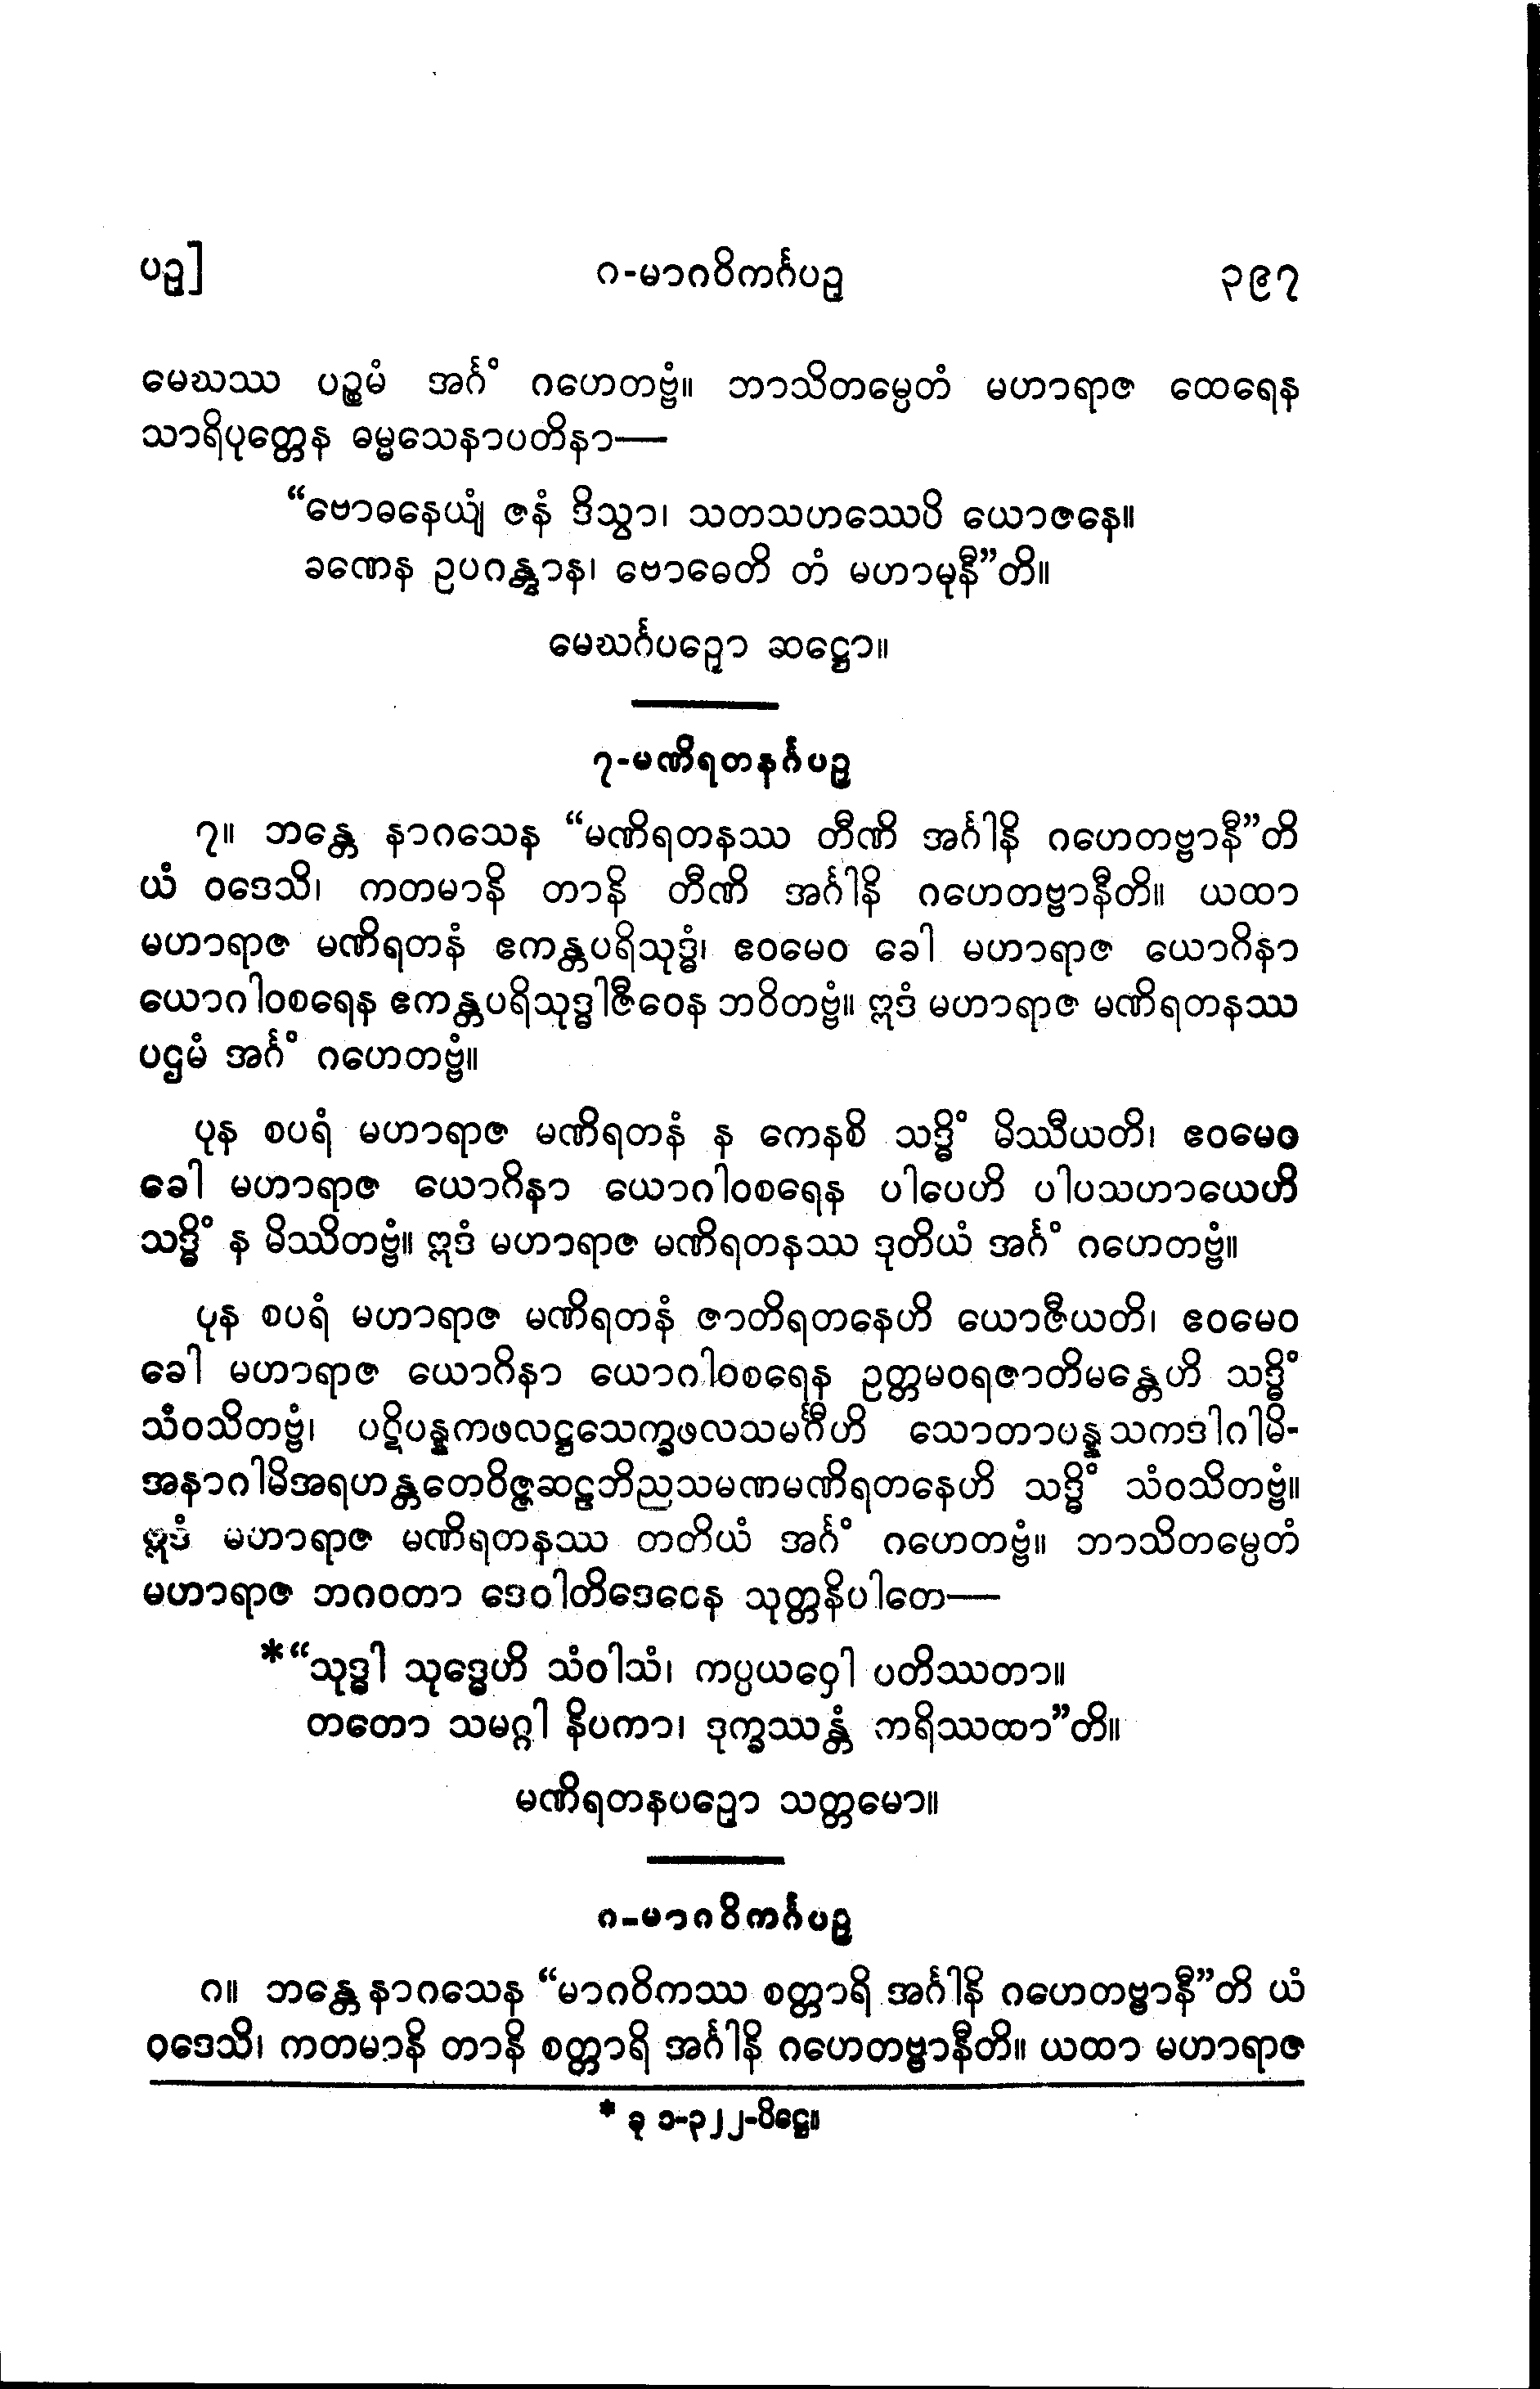 ပဉှ]
ဂ-မာဂဝိကင်္ဂပဉှ
၃၉၇
မေဃဿ ပဉ္စမံ အင်္ဂံ ဂဟေတဗ္ဗံ။ ဘာသိတမ္ပေတံ မဟာရာဇ ထေရေန
သာရိပုတ္တေန ဓမ္မသေနာပတိနာ—
“ဗောဓနေယျံ ဇနံ ဒိသွာ၊ သတသဟဿေပိ ယောဇနေ။
ခဏေန ဥပဂန္တွာန၊ ဗောဓေတိ တံ မဟာမုနီ”တိ။
မေဃင်္ဂပဉှော ဆဋ္ဌော။
၇-မဏိရတနင်္ဂပဉှ
၇။ ဘန္တေ နာဂသေန “မဏိရတနဿ တီဏိ အင်္ဂါနိ ဂဟေတဗ္ဗာနီ”တိ
ယံ ဝဒေသိ၊ ကတမာနိ တာနိ တီဏိ အင်္ဂါနိ ဂဟေတဗ္ဗာနီတိ။ ယထာ
မဟာရာဇ မဏိရတနံ ဧကန္တပရိသုဒ္ဓံ၊ ဧဝမေဝ ခေါ မဟာရာဇ ယောဂိနာ
ယောဂါဝစရေန ဧကန္တပရိသုဒ္ဓါဇီဝေန ဘဝိတဗ္ဗံ။ ဣဒံ မဟာရာဇ မဏိရတနဿ
ပဌမံ အင်္ဂံ ဂဟေတဗ္ဗံ။
ပုန စပရံ မဟာရာဇ မဏိရတနံ န ကေနစိ သဒ္ဓိံ မိဿီယတိ၊ ဧဝမေဝ
ခေါ မဟာရာဇ ယောဂိနာ ယောဂါဝစရေန ပါပေဟိ ပါပသဟာယေဟိ
သဒ္ဓိံ န မိဿိတဗ္ဗံ။ ဣဒံ မဟာရာဇ မဏိရတနဿ ဒုတိယံ အင်္ဂံ ဂဟေတဗ္ဗံ။
ပုန စပရံ မဟာရာဇ မဏိရတနံ ဇာတိရတနေဟိ ယောဇီယတိ၊ ဧဝမေဝ
ခေါ မဟာရာဇ ယောဂိနာ ယောဂါဝစရေန ဥတ္တမဝရဇာတိမန္တေဟိ သဒ္ဓိံ
သံဝသိတဗ္ဗံ၊ ပဋိပန္နကဖလဋ္ဌသေက္ခဖလသမင်္ဂီဟိ သောတာပန္နသကဒါဂါမိ-
အနာဂါမိအရဟန္တတေဝိဇ္ဇဆဠဘိညသမဏမဏိရတနေဟိ သဒ္ဓိံ သံဝသိတဗ္ဗံ။
ဣဒံ မဟာရာဇ မဏိရတနဿ တတိယံ အင်္ဂံ ဂဟေတဗ္ဗံ။ ဘာသိတမ္ပေတံ
မဟာရာဇ ဘဂဝတာ ဒေဝါတိဒေဝေန သုတ္တနိပါတေ—
*“သုဒ္ဓါ သုဒ္ဓေဟိ သံဝါသံ၊ ကပ္ပယဝှေါ ပတိဿတာ။
တတော သမဂ္ဂါ နိပကာ၊ ဒုက္ခဿန္တံ ကရိဿထာ”တိ။
မဏိရတနပဉှော သတ္တမော။
ဂ-မာဂဝိကင်္ဂပဉှ
ဂ။ ဘန္တေ နာဂသေန “မာဂဝိကဿ စတ္တာရိ အင်္ဂါနိ ဂဟေတဗ္ဗာနီ”တိ ယံ
ဝဒေသိ၊ ကတမာနိ တာနိ စတ္တာရိ အင်္ဂါနိ ဂဟေတဗ္ဗာနီတိ။ ယထာ မဟာရာဇ
* ခု ၁-၃၂၂-ပိဋ္ဌေ။